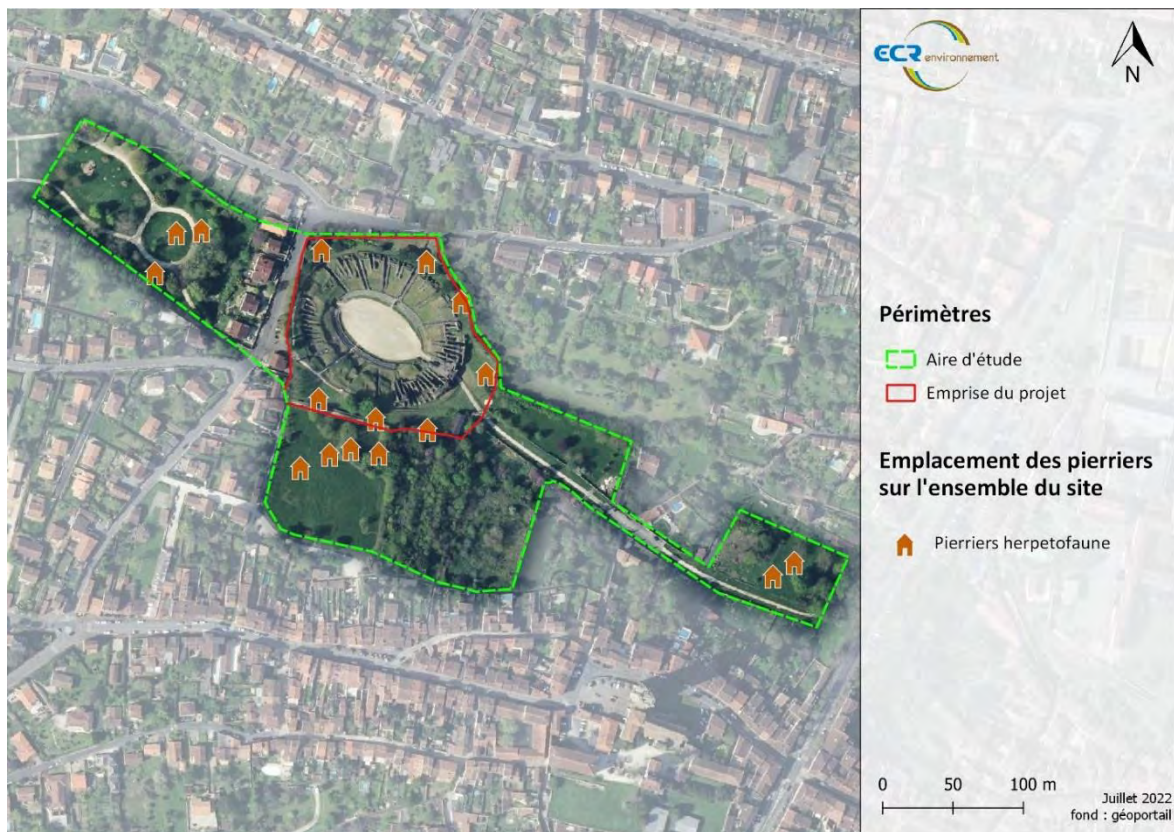 ECR environnement
N
Périmètres
Aire d'étude
Emprise du projet
Emplacement des pierriers
sur l'ensemble du site
Pierriers herpetofaune
0 50 100 m
Juillet 2022
fond : géoportail